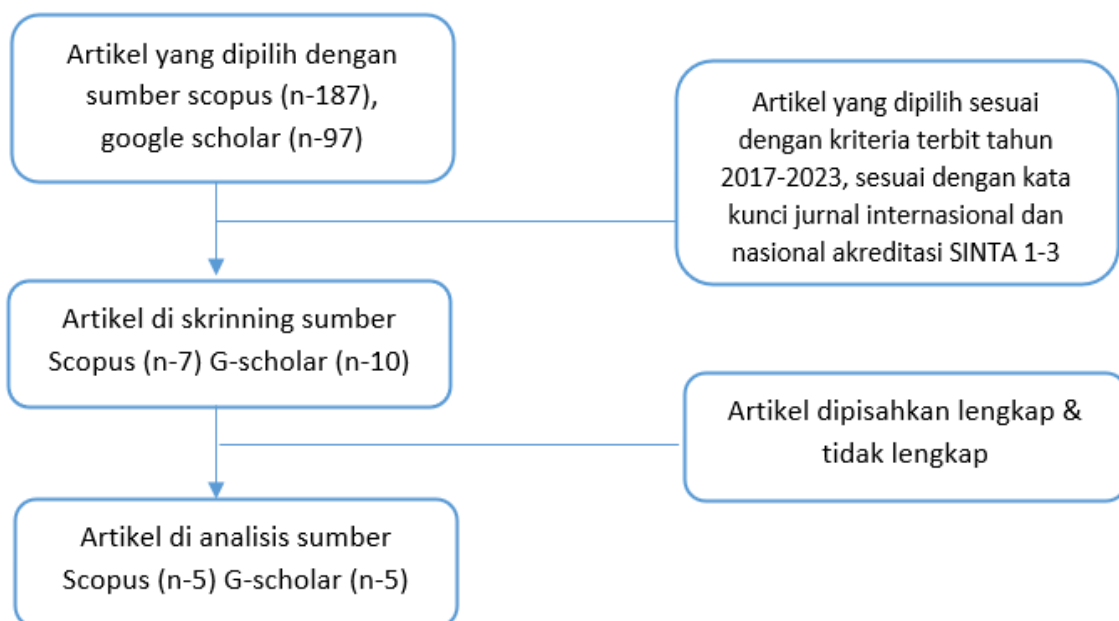 Artikel yang dipilih dengan
sumber scopus (n-187),
google scholar (n-97)
Artikel yang dipilih sesuai
dengan kriteria terbit tahun
2017-2023, sesuai dengan kata
kunci jurnal internasional dan
nasional akreditasi SINTA 1-3
Artikel di skrinning sumber
Scopus (n-7) G-scholar (n-10)
Artikel dipisahkan lengkap &
tidak lengkap
Artikel di analisis sumber
Scopus (n-5) G-scholar (n-5)